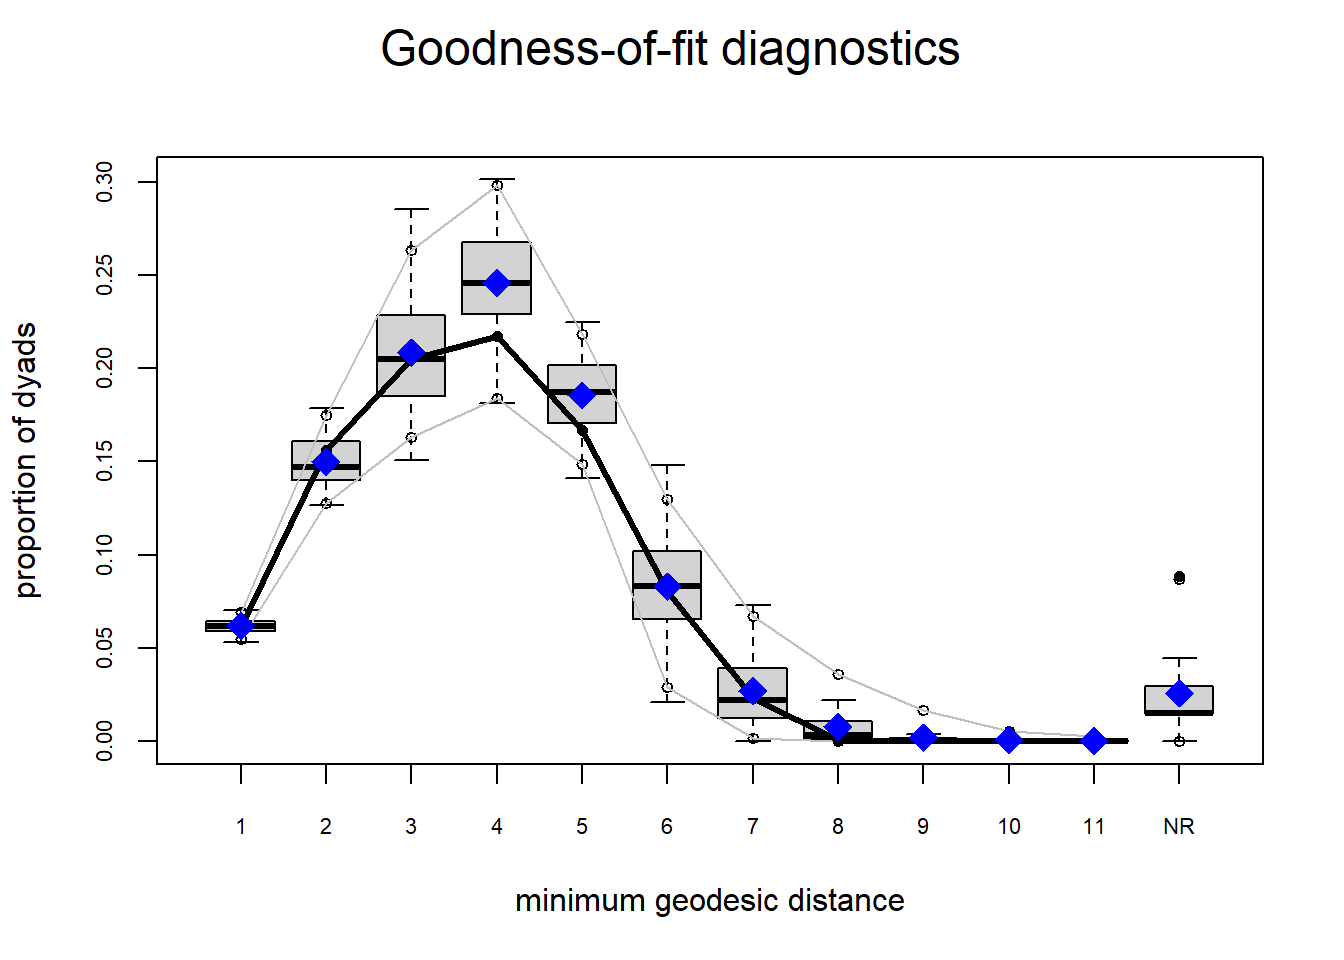 Goodness-of-fit diagnostics
proportion of dyads
0.30
0.25
0.20
0.15
0.10
0.05
0.00
1 2 3 4 5 6 7 8 9 10 11 NR
minimum geodesic distance